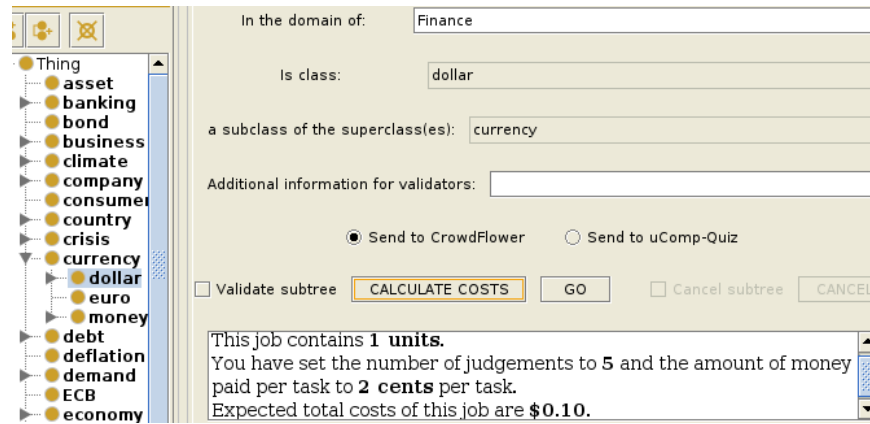 In the domain of: Finance
Thing
asset
banking
bond
business
climate
company
consumer
country
crisis
currency
dollar
euro
money
debt
deflation
demand
ECB
economy
Is class: dollar
a subclass of the superclass(es): currency
Additional information for validators:
Send to CrowdFlower Send to uComp-Quiz
Validate subtree CALCULATE COSTS GO Cancel subtree CANCEL
This job contains 1 units.
You have set the number of judgements to 5 and the amount of money
paid per task to 2 cents per task.
Expected total costs of this job are $0.10.